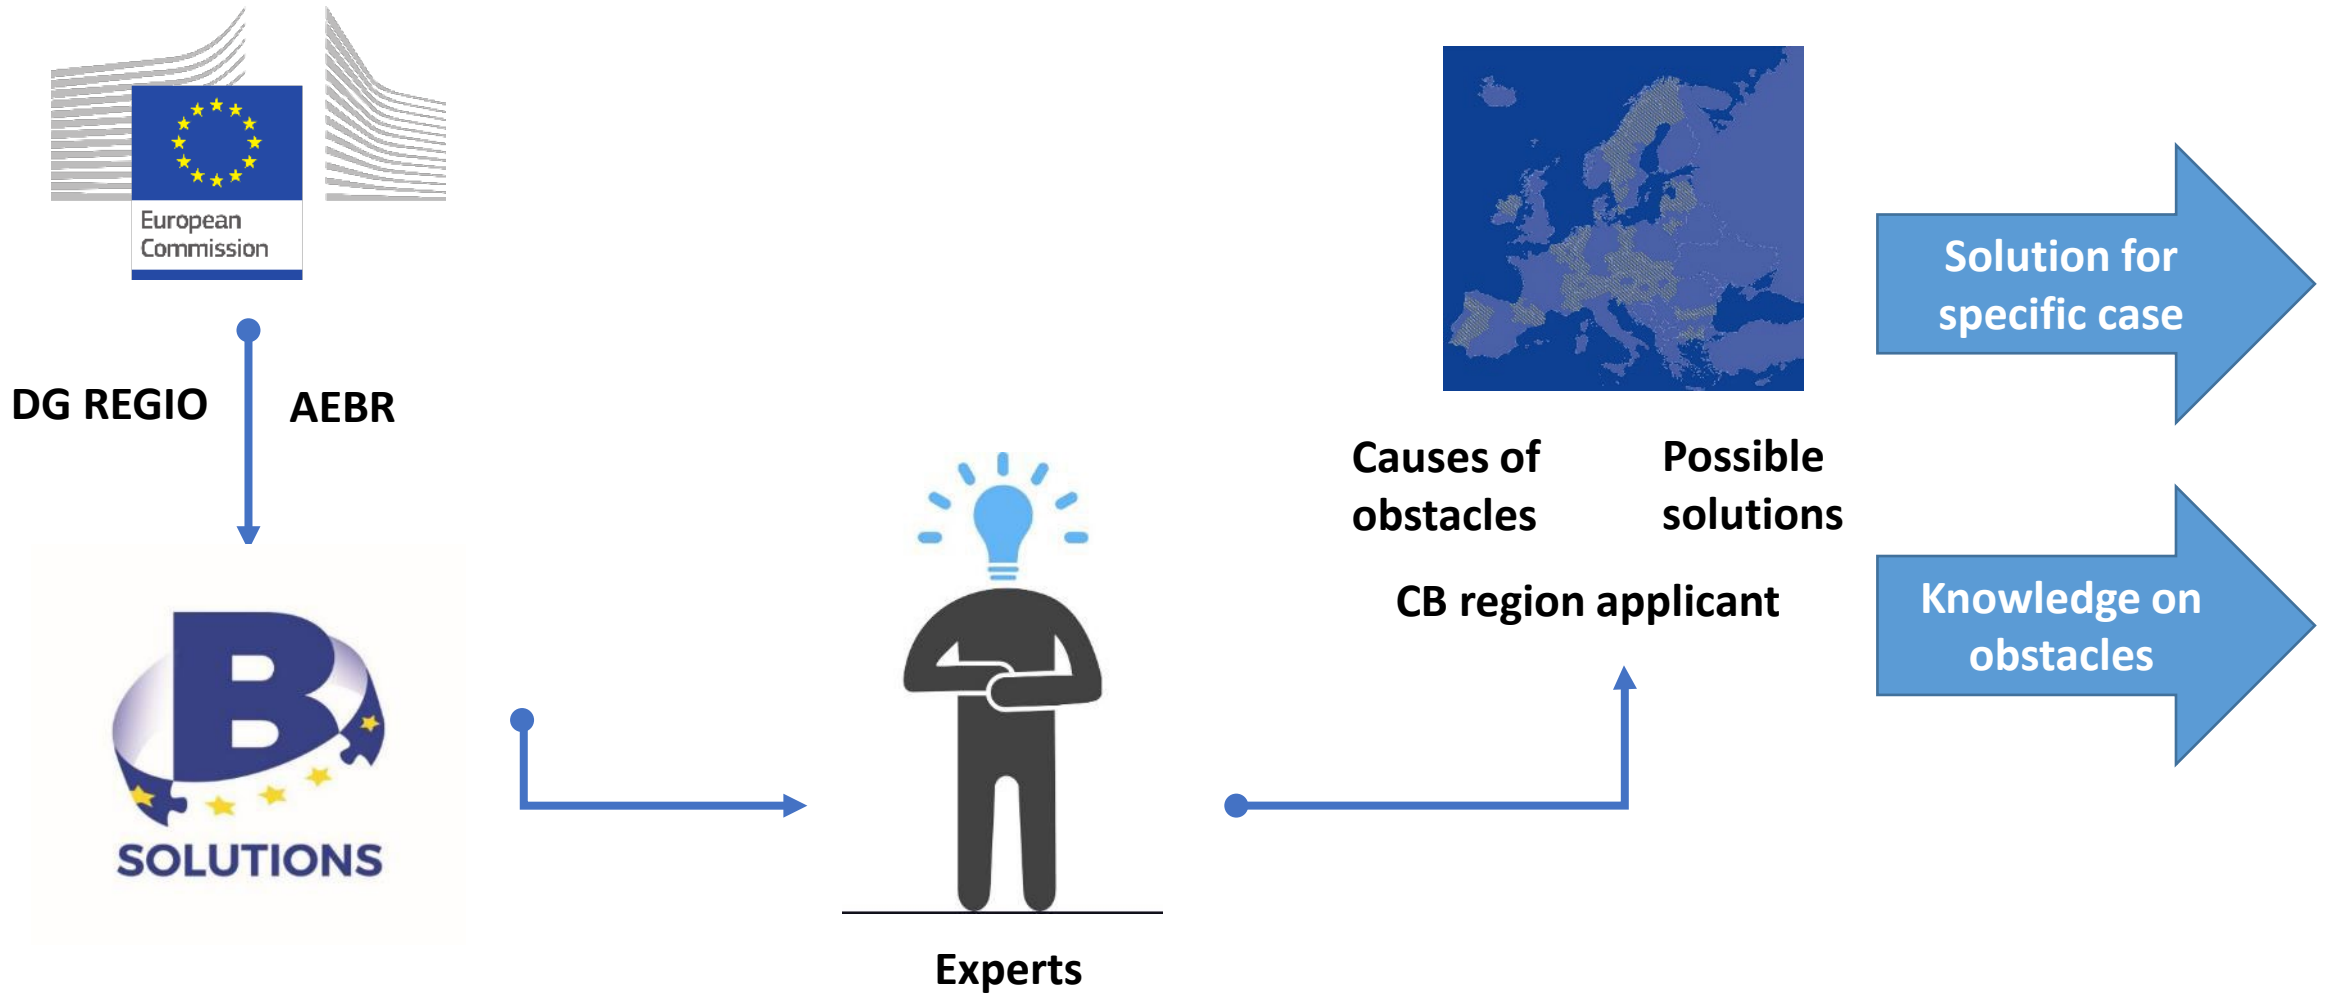 European
Commission
DG REGIO
AEBR
B
SOLUTIONS
Experts
Causes of
obstacles
Possible
solutions
CB region applicant
Solution for
specific case
Knowledge on
obstacles